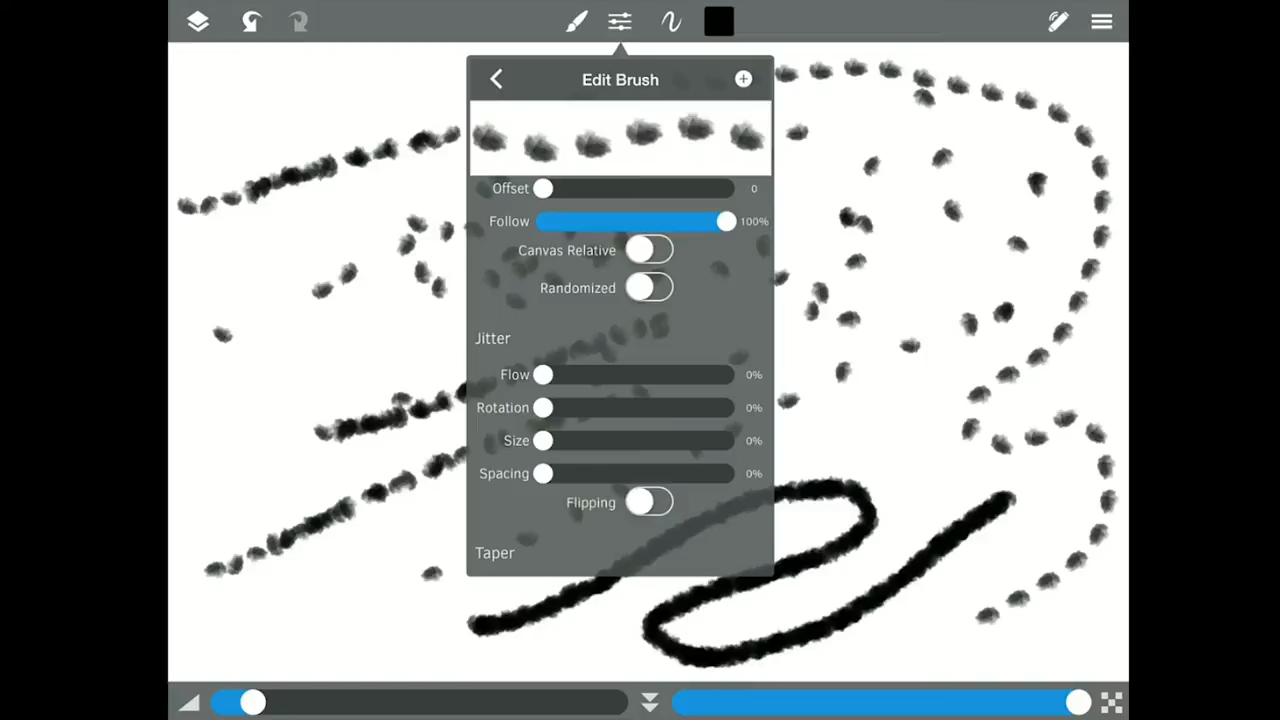 Edit Brush
Offset 0
Follow 100%
Canvas Relative
Randomized
Jitter
Flow 0%
Rotation 0%
Size 0%
Spacing 0%
Flipping
Taper